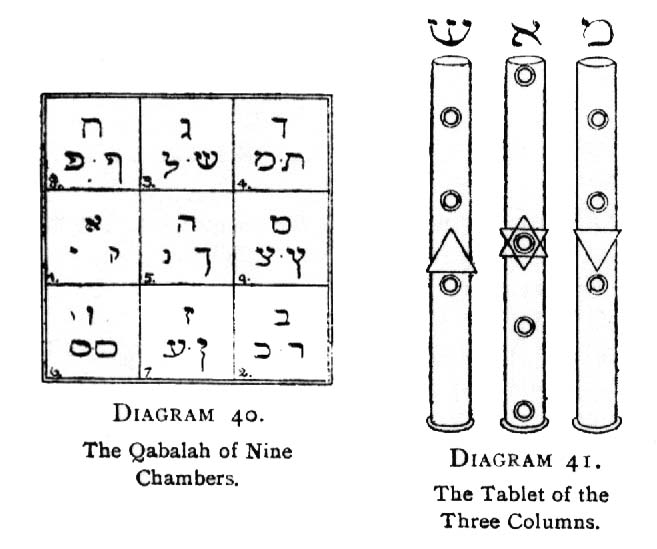 ש א מ
ח
ף·פ
8.
ג
ש·ל
3.
ד
ת·מ
4.
א
ק י
1.
ה
ך נ
5.
ץ·צ
9.
ו
ם·ס
6.
ז
ן·ע
7.
ב
ר·כ
2.
DIAGRAM 40.
The Qabalah of Nine
Chambers.
DIAGRAM 41.
The Tablet of the
Three Columns.